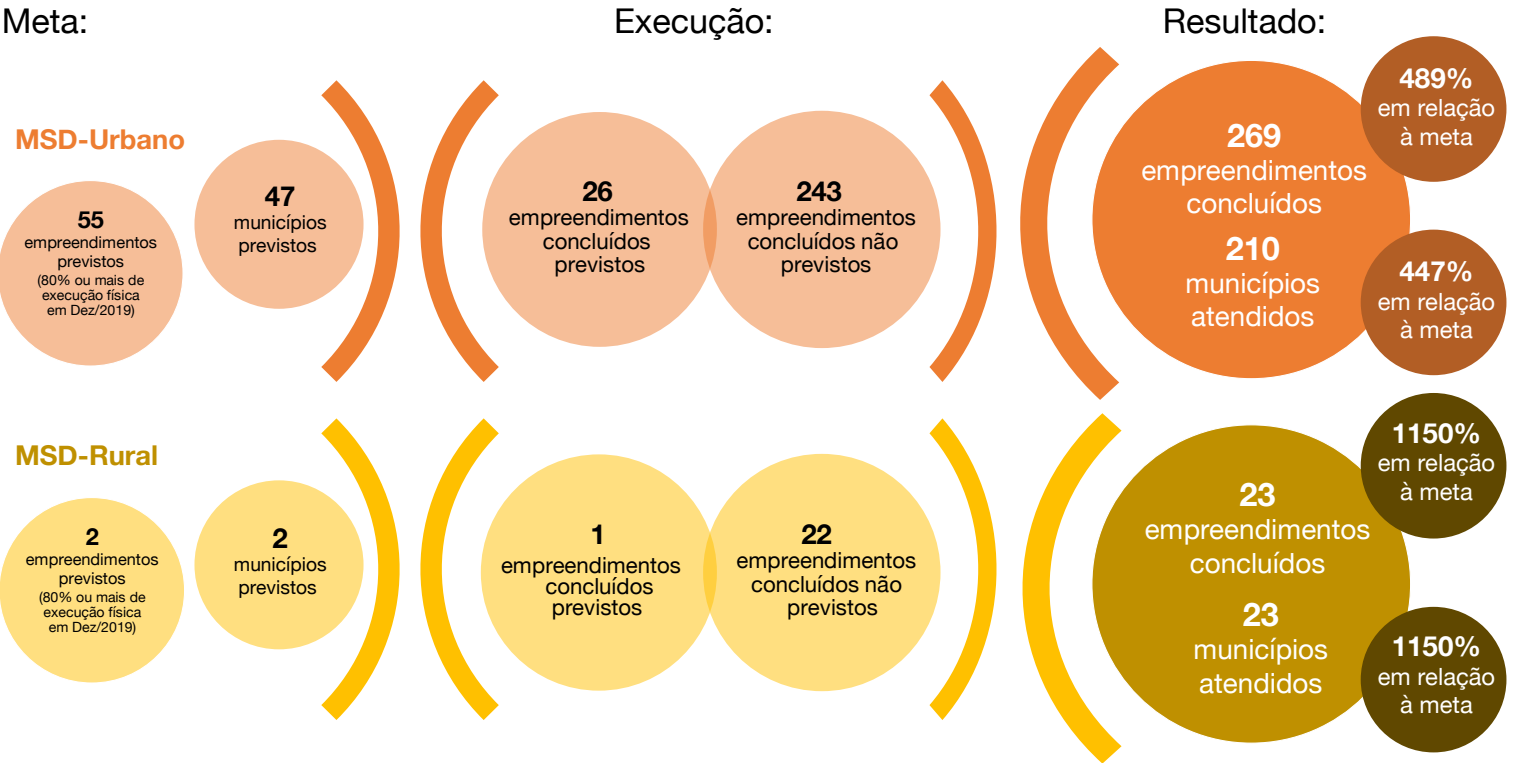 Meta:
Execução:
Resultado:
MSD-Urbano
55
empreendimentos
previstos
(80% ou mais de
execução física
em Dez/2019)
47
municípios
previstos
26
empreendimentos
concluídos
previstos
243
empreendimentos
concluídos não
previstos
269
empreendimentos
concluídos
210
municípios
atendidos
489%
em relação
à meta
447%
em relação
à meta
MSD-Rural
2
empreendimentos
previstos
(80% ou mais de
execução física
em Dez/2019)
2
municípios
previstos
1
empreendimentos
concluídos
previstos
22
empreendimentos
concluídos não
previstos
23
empreendimentos
concluídos
23
municípios
atendidos
1150%
em relação
à meta
1150%
em relação
à meta